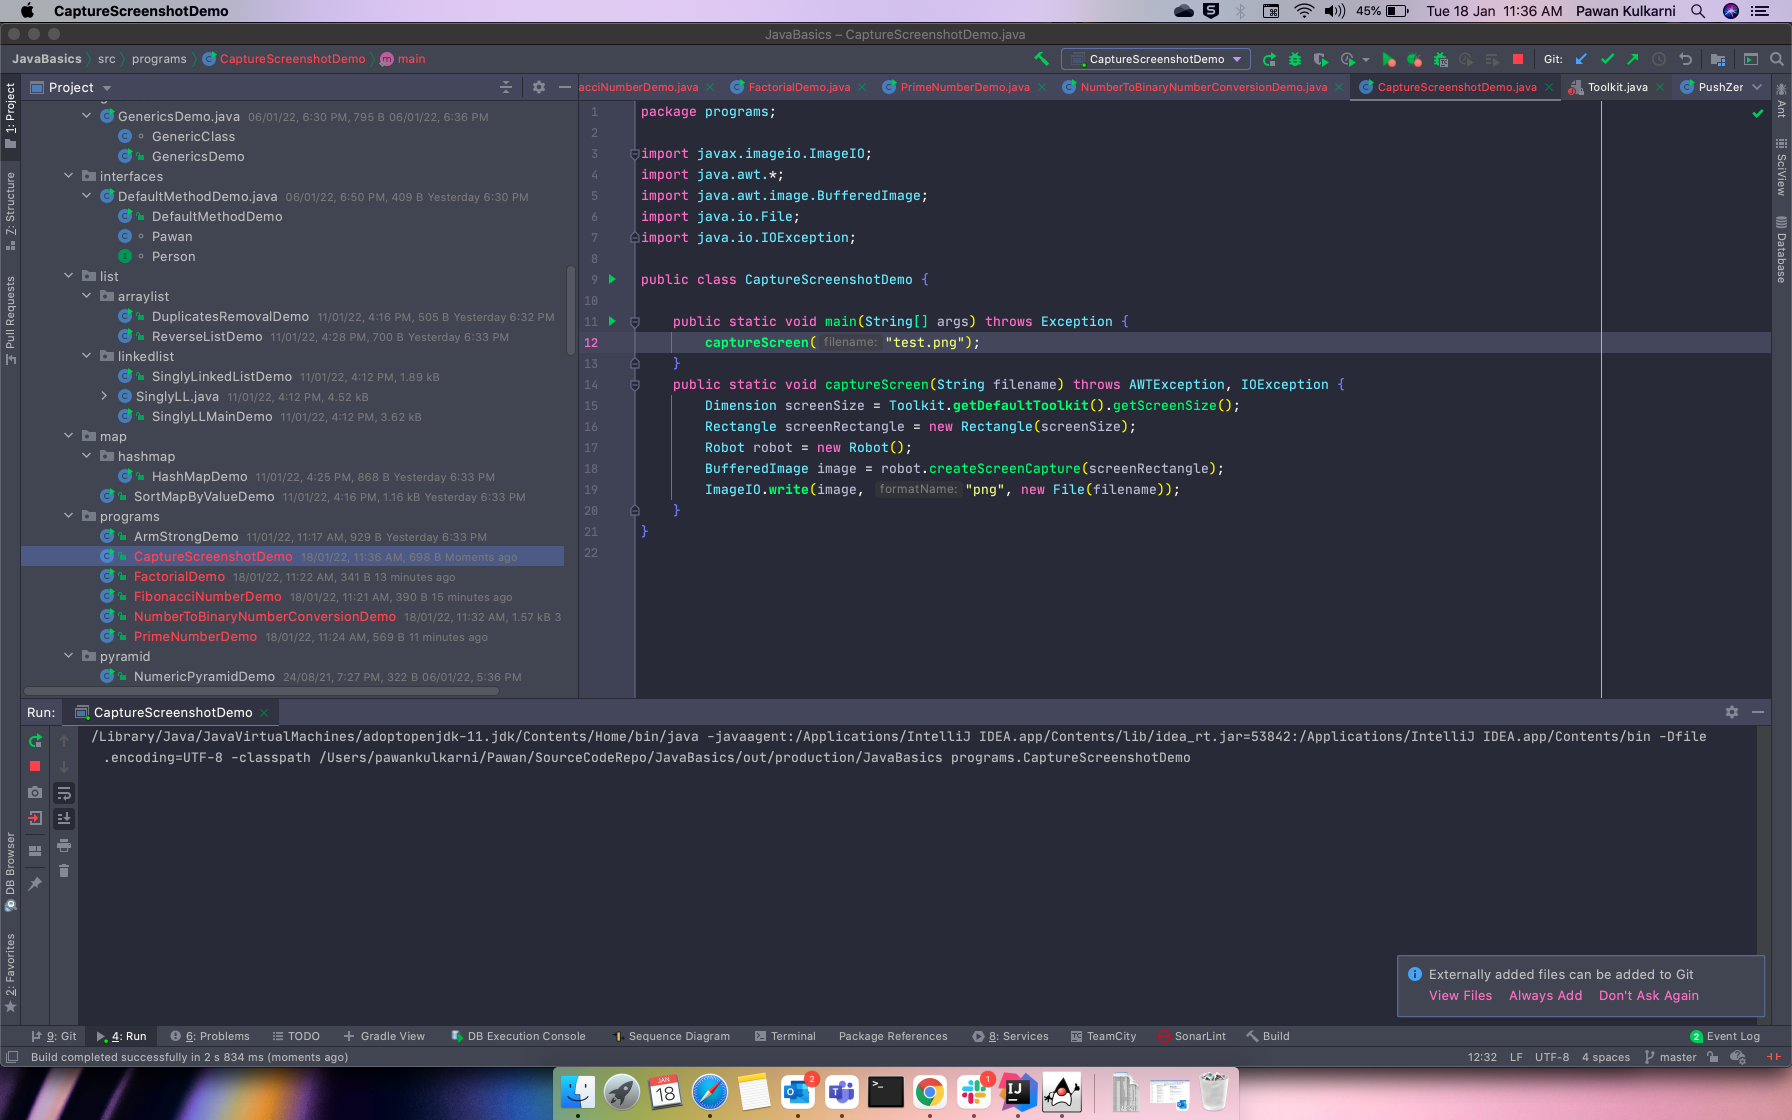 CaptureScreenshotDemo
45%
Tue 18 Jan 11:36 AM
Pawan Kulkarni
JavaBasics – CaptureScreenshotDemo.java
JavaBasics
src
programs
CaptureScreenshotDemo
main
CaptureScreenshotDemo
Git:
Project
acciNumberDemo.java
FactorialDemo.java
PrimeNumberDemo.java
NumberToBinaryNumberConversionDemo.java
CaptureScreenshotDemo.java
Toolkit.java
PushZer
1: Project
Z: Structure
Pull Requests
DB Browser
2: Favorites
Ant
SciView
Database
GenericsDemo.java 06/01/22, 6:30 PM, 795 B 06/01/22, 6:36 PM
GenericClass
GenericsDemo
interfaces
DefaultMethodDemo.java 06/01/22, 6:50 PM, 409 B Yesterday 6:30 PM
DefaultMethodDemo
Pawan
Person
list
arraylist
DuplicatesRemovalDemo 11/01/22, 4:16 PM, 505 B Yesterday 6:32 PM
ReverseListDemo 11/01/22, 4:28 PM, 700 B Yesterday 6:33 PM
linkedlist
SinglyLinkedListDemo 11/01/22, 4:12 PM, 1.89 kB
SinglyLL.java 11/01/22, 4:12 PM, 4.52 kB
SinglyLLMainDemo 11/01/22, 4:12 PM, 3.62 kB
map
hashmap
HashMapDemo 11/01/22, 4:25 PM, 868 B Yesterday 6:33 PM
SortMapByValueDemo 11/01/22, 4:16 PM, 1.16 kB Yesterday 6:33 PM
programs
ArmStrongDemo 11/01/22, 11:17 AM, 929 B Yesterday 6:33 PM
CaptureScreenshotDemo 18/01/22, 11:36 AM, 698 B Moments ago
FactorialDemo 18/01/22, 11:22 AM, 341 B 13 minutes ago
FibonacciNumberDemo 18/01/22, 11:21 AM, 390 B 15 minutes ago
NumberToBinaryNumberConversionDemo 18/01/22, 11:32 AM, 1.57 kB 3
PrimeNumberDemo 18/01/22, 11:24 AM, 569 B 11 minutes ago
pyramid
NumericPyramidDemo 24/08/21, 7:27 PM, 322 B 06/01/22, 5:36 PM
1 package programs;
2
3 import javax.imageio.ImageIO;
4 import java.awt.*;
5 import java.awt.image.BufferedImage;
6 import java.io.File;
7 import java.io.IOException;
8
9 public class CaptureScreenshotDemo {
10
11 public static void main(String[] args) throws Exception {
12 captureScreen( filename: "test.png");
13 }
14 public static void captureScreen(String filename) throws AWTException, IOException {
15 Dimension screenSize = Toolkit.getDefaultToolkit().getScreenSize();
16 Rectangle screenRectangle = new Rectangle(screenSize);
17 Robot robot = new Robot();
18 BufferedImage image = robot.createScreenCapture(screenRectangle);
19 ImageIO.write(image, formatName: "png", new File(filename));
20 }
21 }
22
Run:
CaptureScreenshotDemo
/Library/Java/JavaVirtualMachines/adoptopenjdk-11.jdk/Contents/Home/bin/java -javaagent:/Applications/IntelliJ IDEA.app/Contents/lib/idea_rt.jar=53842:/Applications/IntelliJ IDEA.app/Contents/bin -Dfile
.encoding=UTF-8 -classpath /Users/pawankulkarni/Pawan/SourceCodeRepo/JavaBasics/out/production/JavaBasics programs.CaptureScreenshotDemo
Externally added files can be added to Git
View Files Always Add Don't Ask Again
9: Git
4: Run
6: Problems
TODO
Gradle View
DB Execution Console
Sequence Diagram
Terminal
Package References
8: Services
TeamCity
SonarLint
Build
2 Event Log
Build completed successfully in 2 s 834 ms (moments ago)
12:32
LF
UTF-8
4 spaces
master
JAN
18
2
1
IJ